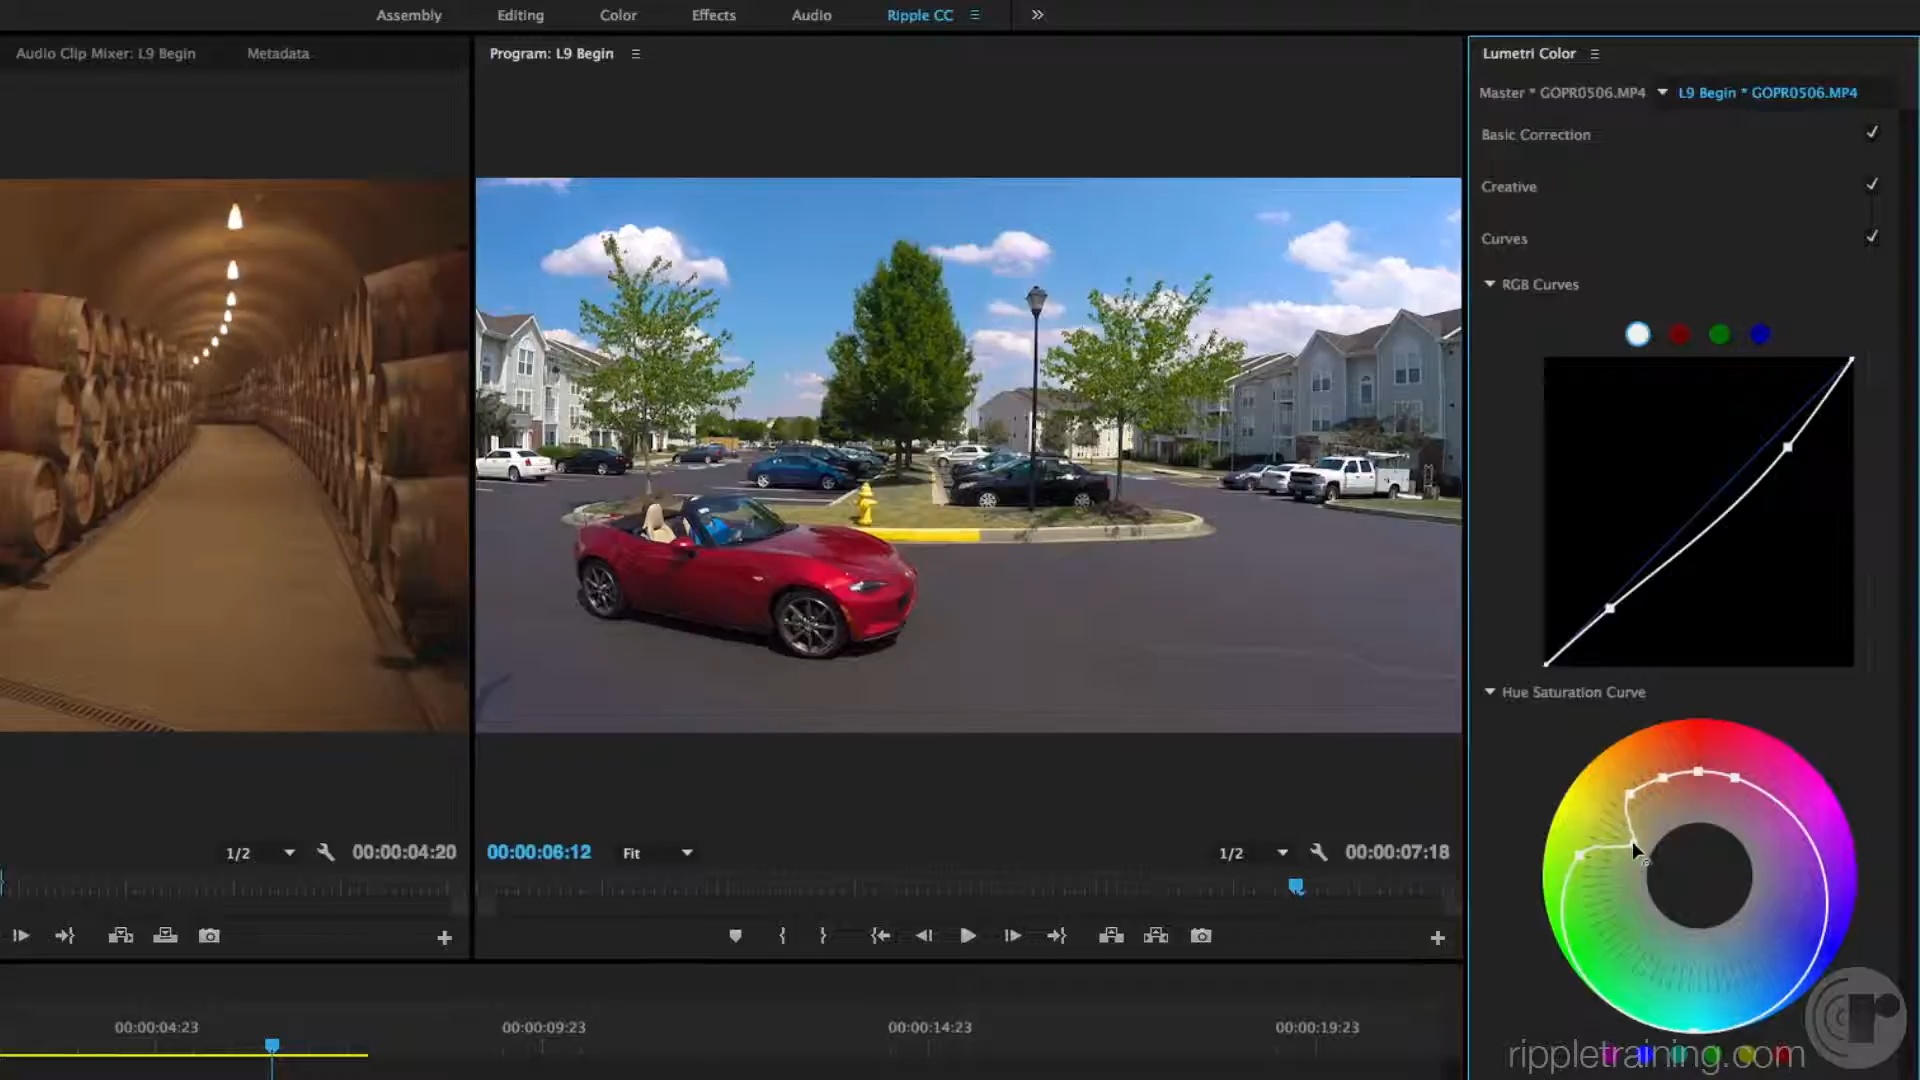 Assembly
Editing
Color
Effects
Audio
Ripple CC
Audio Clip Mixer: L9 Begin
Metadata
Program: L9 Begin
Lumetri Color
Master * GOPR0506.MP4
L9 Begin * GOPR0506.MP4
Basic Correction
Creative
Curves
RGB Curves
Hue Saturation Curve
1/2
00:00:04:20
00:00:06:12
Fit
1/2
00:00:07:18
00:00:04:23
00:00:09:23
00:00:14:23
00:00:19:23
rippletraining.com